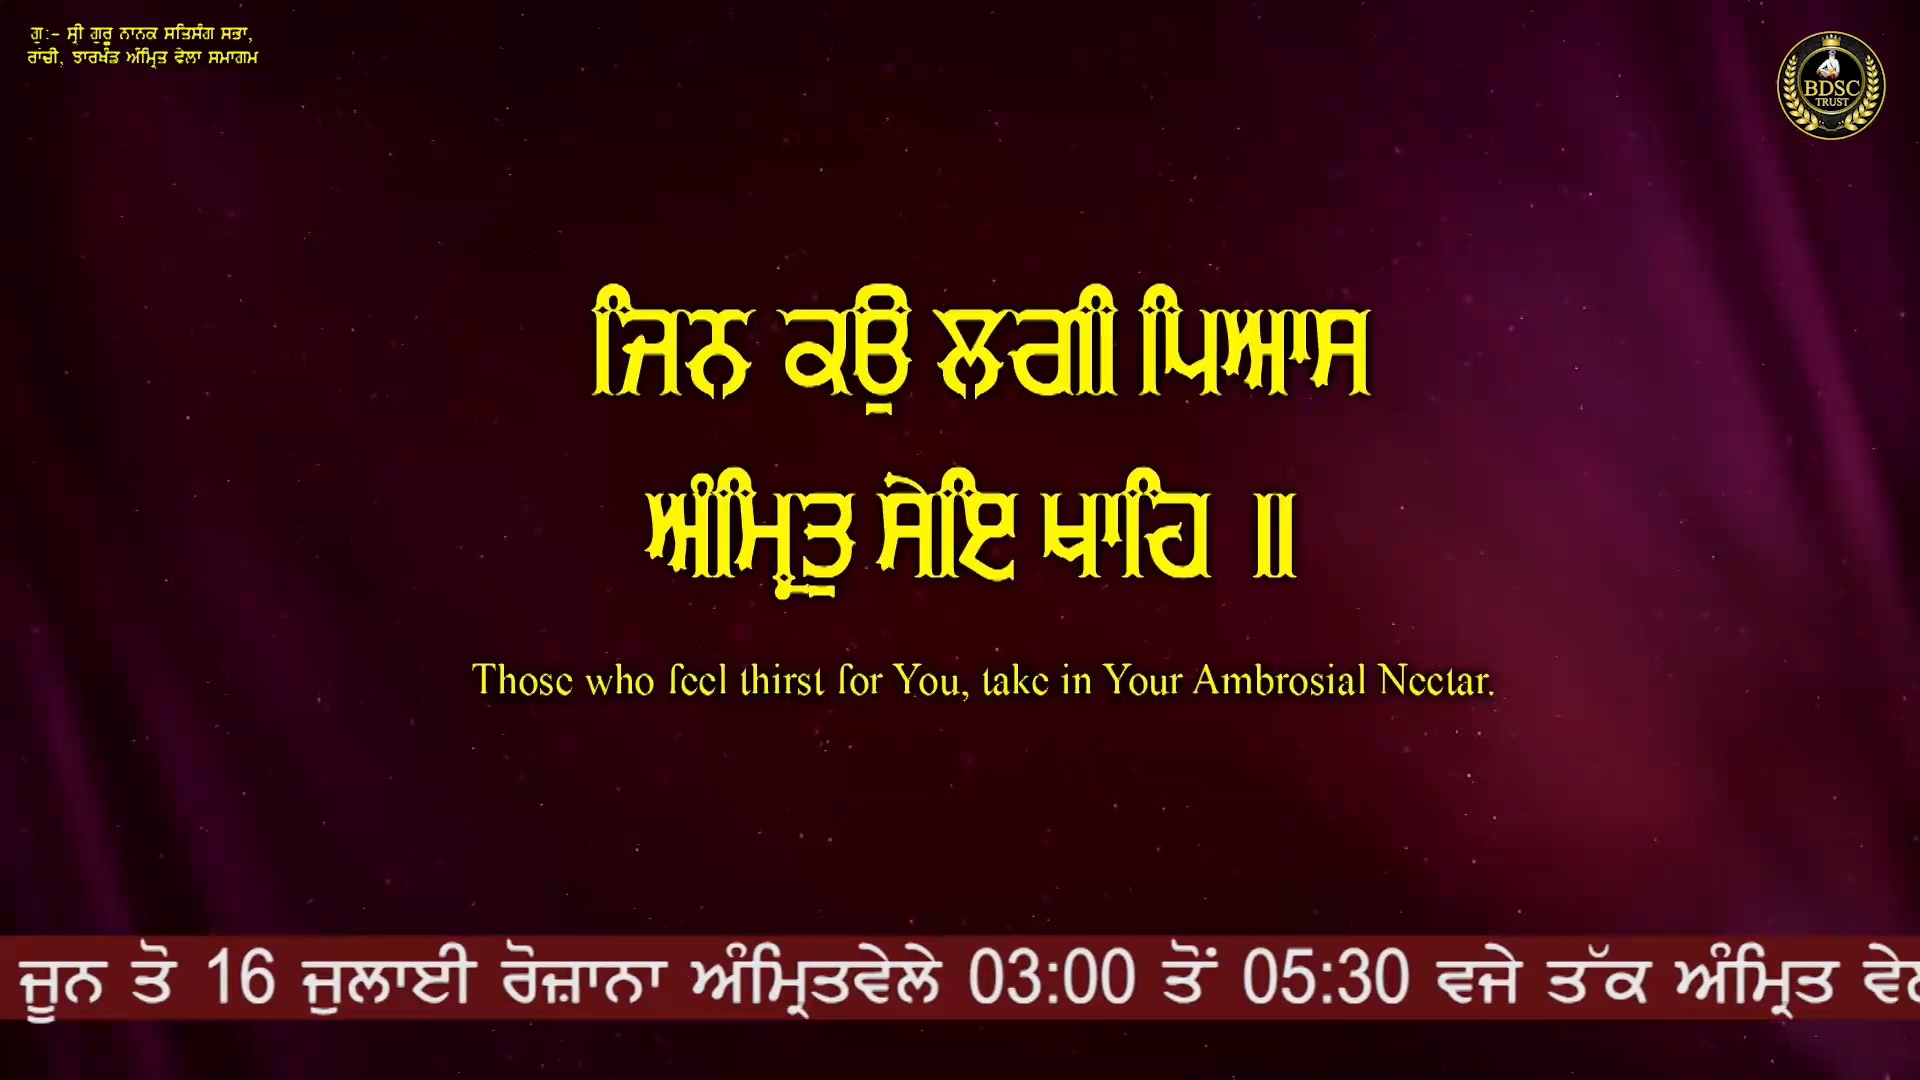 ਗੁ:- ਸ੍ਰੀ ਗੁਰੂ ਨਾਨਕ ਸਤਿਸੰਗ ਸਭਾ,
ਰਾਂਚੀ, ਝਾਰਖੰਡ ਅੰਮ੍ਰਿਤ ਵੇਲਾ ਸਮਾਗਮ
BDSC
TRUST
ਜਿਨ ਕਉ ਲਗੀ ਪਿਆਸ
ਅੰਮ੍ਰਿਤੁ ਸੇਇ ਖਾਹਿ ॥
Those who feel thirst for You, take in Your Ambrosial Nectar.
ਜੂਨ ਤੋ 16 ਜੁਲਾਈ ਰੋਜ਼ਾਨਾ ਅੰਮ੍ਰਿਤਵੇਲੇ 03:00 ਤੋਂ 05:30 ਵਜੇ ਤੱਕ ਅੰਮ੍ਰਿਤ